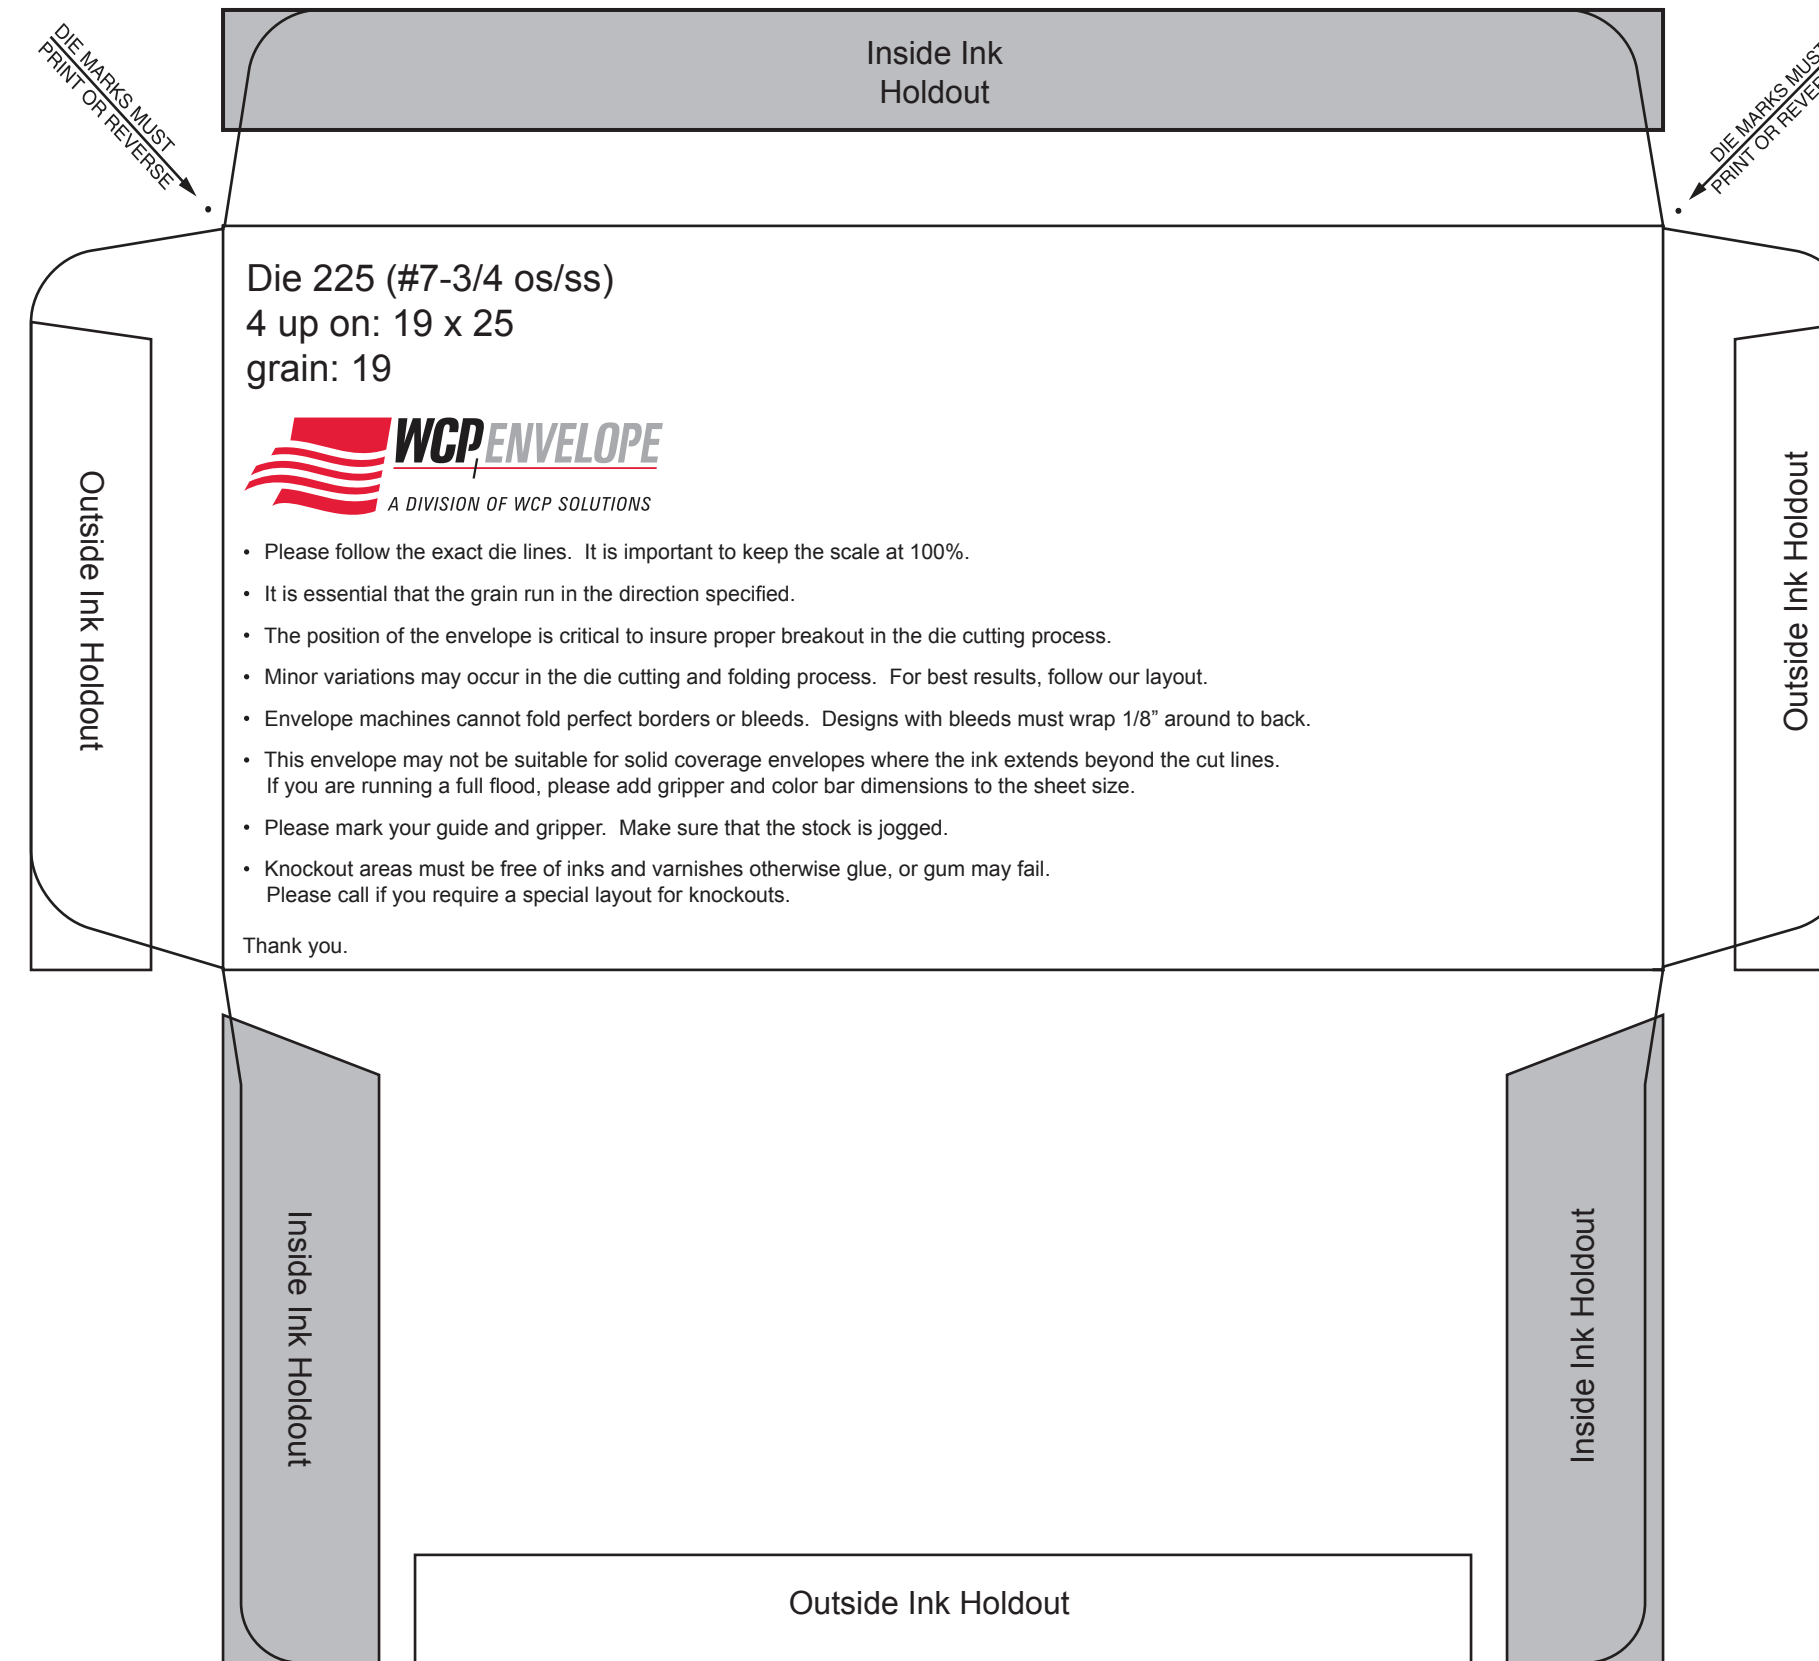 Inside Ink
Holdout
DIE MARKS MUST
PRINT OR REVERSE
DIE MARKS MUST
PRINT OR
Die 225 (#7-3/4 os/ss)
4 up on: 19 x 25
grain: 19
WCP ENVELOPE
A DIVISION OF WCP SOLUTIONS
• Please follow the exact die lines.  It is important to keep the scale at 100%.
• It is essential that the grain run in the direction specified.
• The position of the envelope is critical to insure proper breakout in the die cutting process.
• Minor variations may occur in the die cutting and folding process.  For best results, follow our layout.
• Envelope machines cannot fold perfect borders or bleeds.  Designs with bleeds must wrap 1/8” around to back.
• This envelope may not be suitable for solid coverage envelopes where the ink extends beyond the cut lines.
If you are running a full flood, please add gripper and color bar dimensions to the sheet size.
• Please mark your guide and gripper.  Make sure that the stock is jogged.
• Knockout areas must be free of inks and varnishes otherwise glue, or gum may fail.
Please call if you require a special layout for knockouts.
Thank you.
Outside Ink Holdout
Outside Ink Holdout
Inside Ink Holdout
Inside Ink Holdout
Outside Ink Holdout